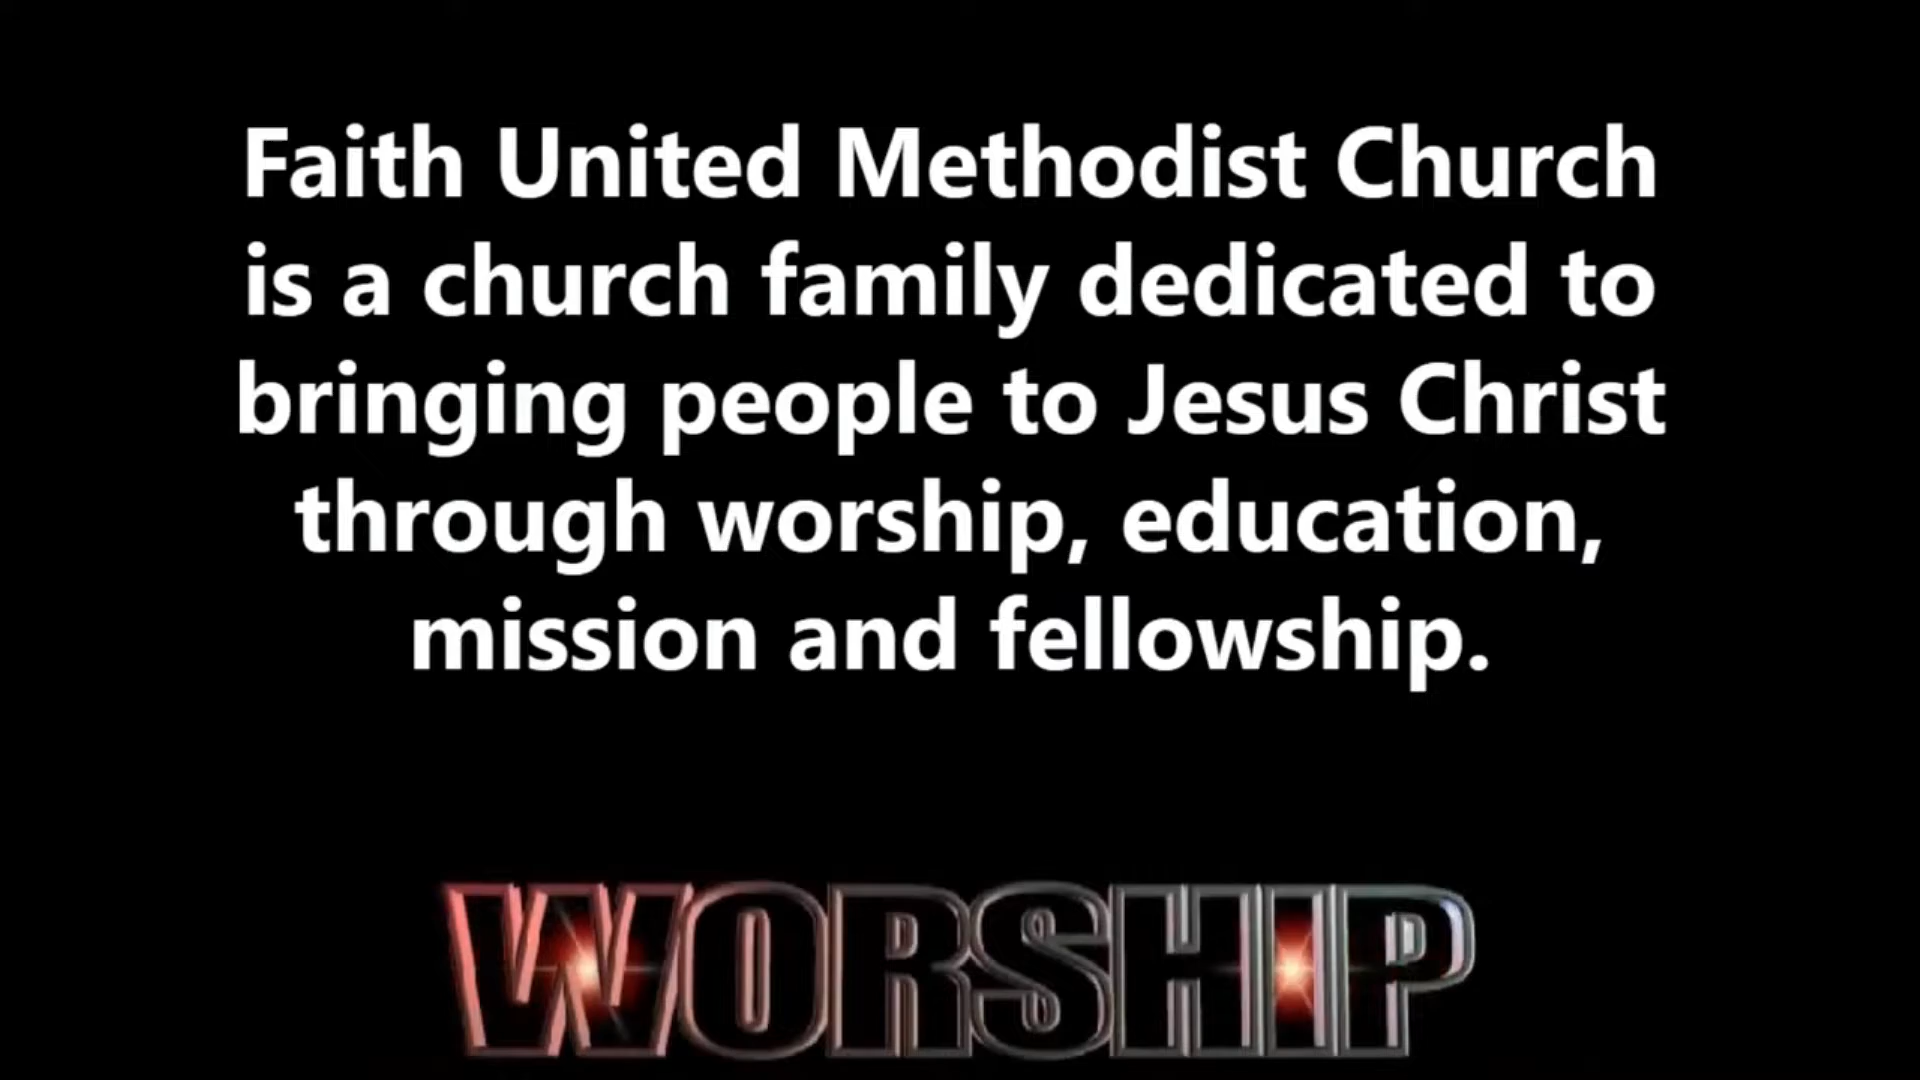 Faith United Methodist Church
is a church family dedicated to
bringing people to Jesus Christ
through worship, education,
mission and fellowship.
WORSHIP